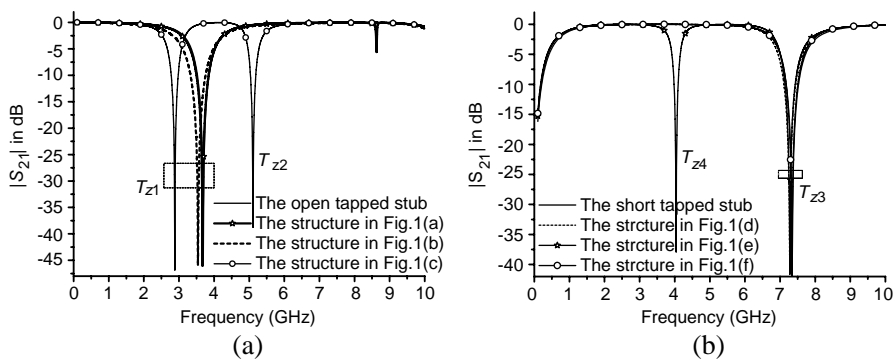 0
-5
-10
-15
-20
-25
-30
-35
-40
-45
|S21| in dB
Tz1
Tz2
The open tapped stub
The structure in Fig.1(a)
The structure in Fig.1(b)
The structure in Fig.1(c)
0 1 2 3 4 5 6 7 8 9 10
Frequency (GHz)
(a)
0
-5
-10
-15
-20
-25
-30
-35
-40
|S21| in dB
Tz4
Tz3
The short tapped stub
The strcture in Fig.1(d)
The strcture in Fig.1(e)
The strcture in Fig.1(f)
0 1 2 3 4 5 6 7 8 9 10
Frequency (GHz)
(b)